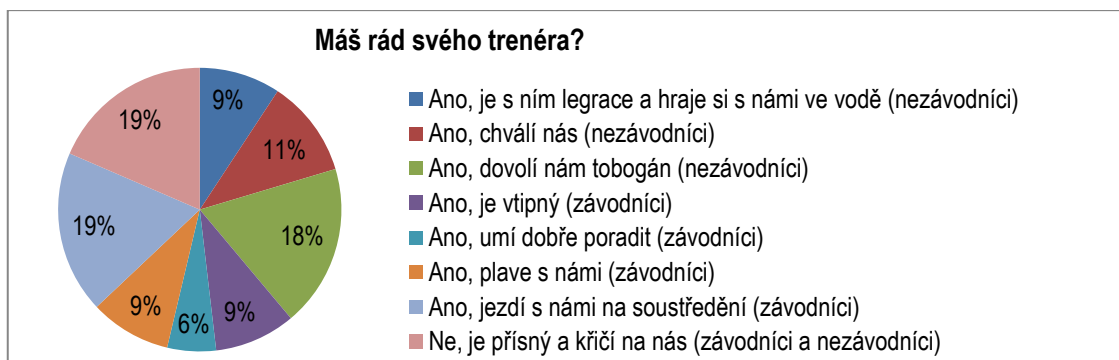 Máš rád svého trenéra?
9%
11%
18%
9%
6%
9%
19%
19%
Ano, je s ním legrace a hraje si s námi ve vodě (nezávodníci)
Ano, chválí nás (nezávodníci)
Ano, dovolí nám tobogán (nezávodníci)
Ano, je vtipný (závodníci)
Ano, umí dobře poradit (závodníci)
Ano, plave s námi (závodníci)
Ano, jezdí s námi na soustředění (závodníci)
Ne, je přísný a křičí na nás (závodníci a nezávodníci)